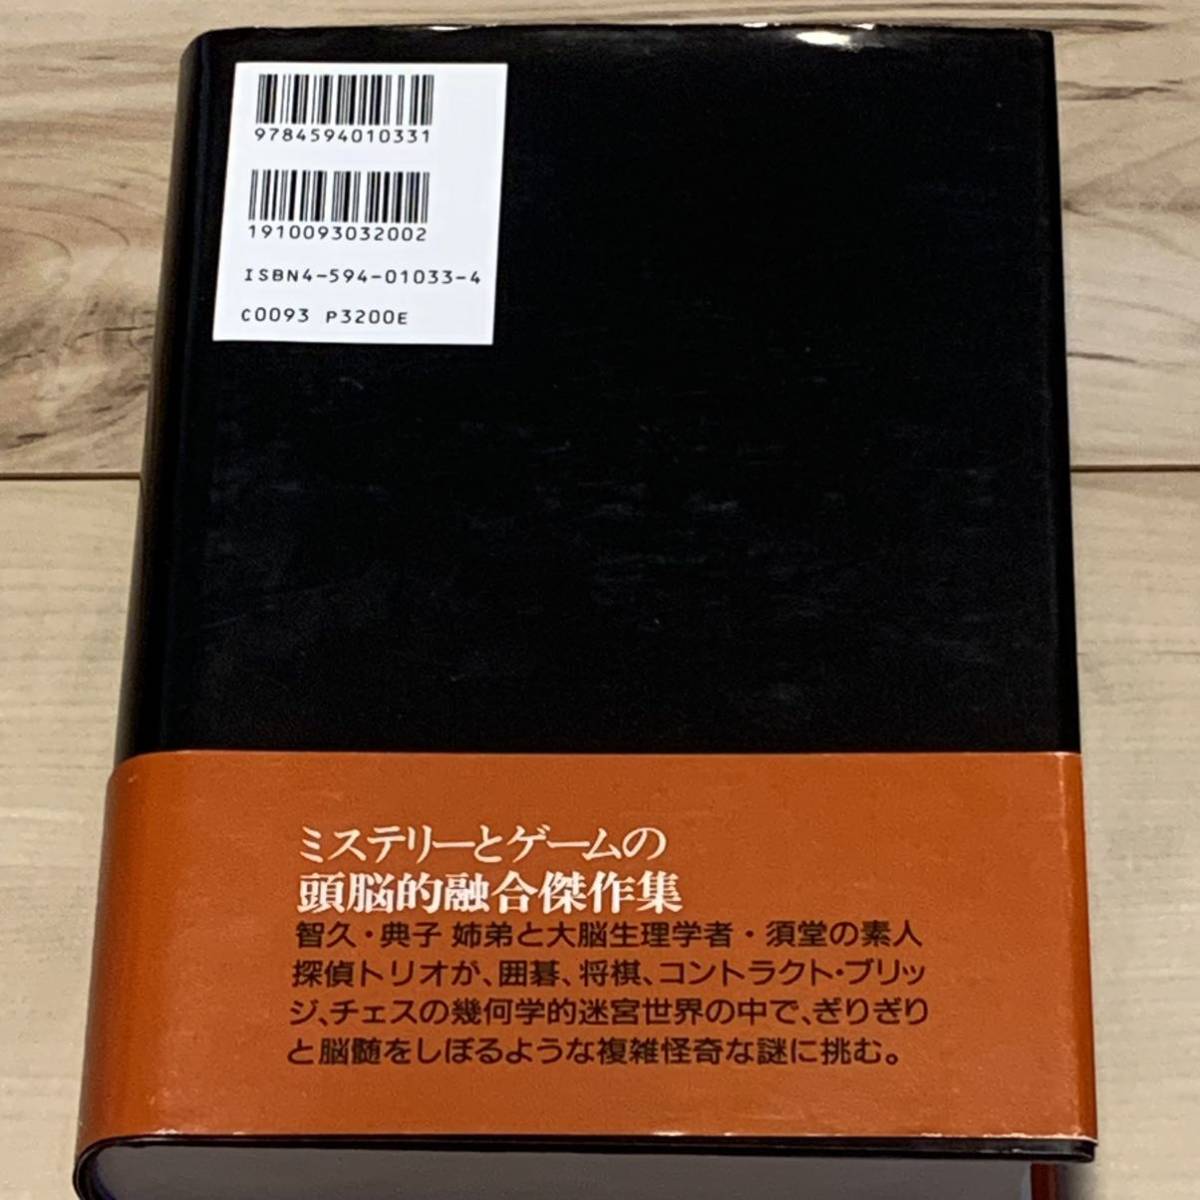 9784594010331
1910093032002
ISBN4-594-01033-4
C0093 P3200E
ミステリーとゲームの
頭脳的融合傑作集
智久・典子 姉弟と大脳生理学者・須堂の素人
探偵トリオが、囲碁、将棋、コントラクト・ブリッ
ジ、チェスの幾何学的迷宮世界の中で、ぎりぎり
と脳髄をしぼるような複雑怪奇な謎に挑む。